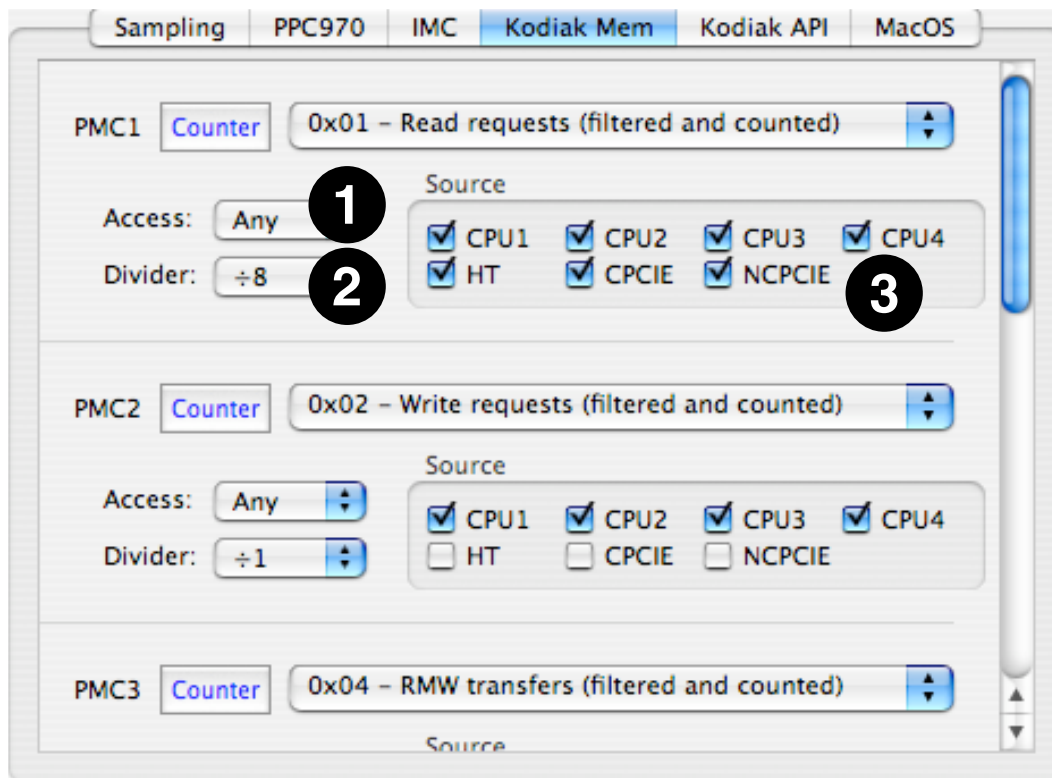 Sampling PPC970 IMC Kodiak Mem Kodiak API MacOS
PMC1 Counter 0x01 – Read requests (filtered and counted)
Source
Access: Any 1
CPU1 CPU2 CPU3 CPU4
Divider: ÷8 2
HT CPCIE NCPCIE 3
PMC2 Counter 0x02 – Write requests (filtered and counted)
Source
Access: Any
CPU1 CPU2 CPU3 CPU4
Divider: ÷1
HT CPCIE NCPCIE
PMC3 Counter 0x04 – RMW transfers (filtered and counted)
Source